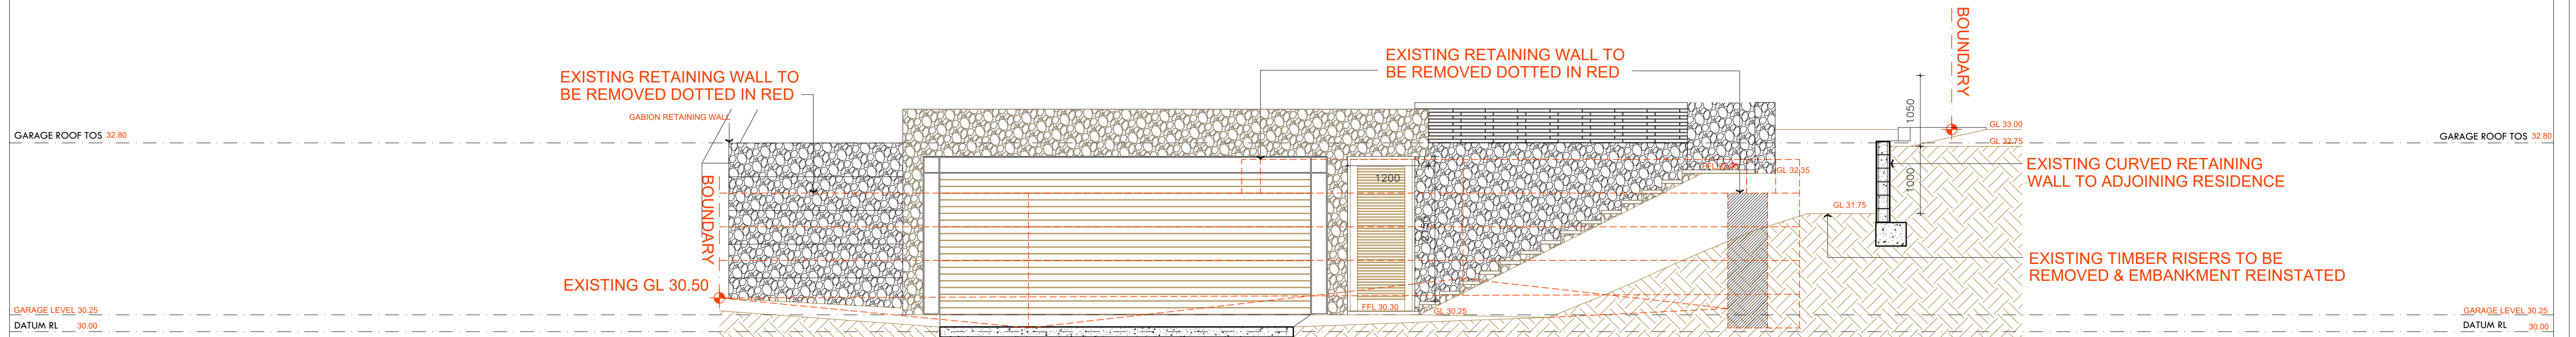 BOUNDARY
EXISTING RETAINING WALL TO
BE REMOVED DOTTED IN RED
EXISTING RETAINING WALL TO
BE REMOVED DOTTED IN RED
GABION RETAINING WALL
1050
GL 33.00
GARAGE ROOF TOS 32.80
GARAGE ROOF TOS 32.80
GL 32.75
EXISTING CURVED RETAINING
WALL TO ADJOINING RESIDENCE
GL 32.35
1200
1000
BOUNDARY
GL 31.75
EXISTING TIMBER RISERS TO BE
REMOVED & EMBANKMENT REINSTATED
EXISTING GL 30.50
FFL 30.30
GL 30.25
GARAGE LEVEL 30.25
GARAGE LEVEL 30.25
DATUM RL 30.00
DATUM RL 30.00